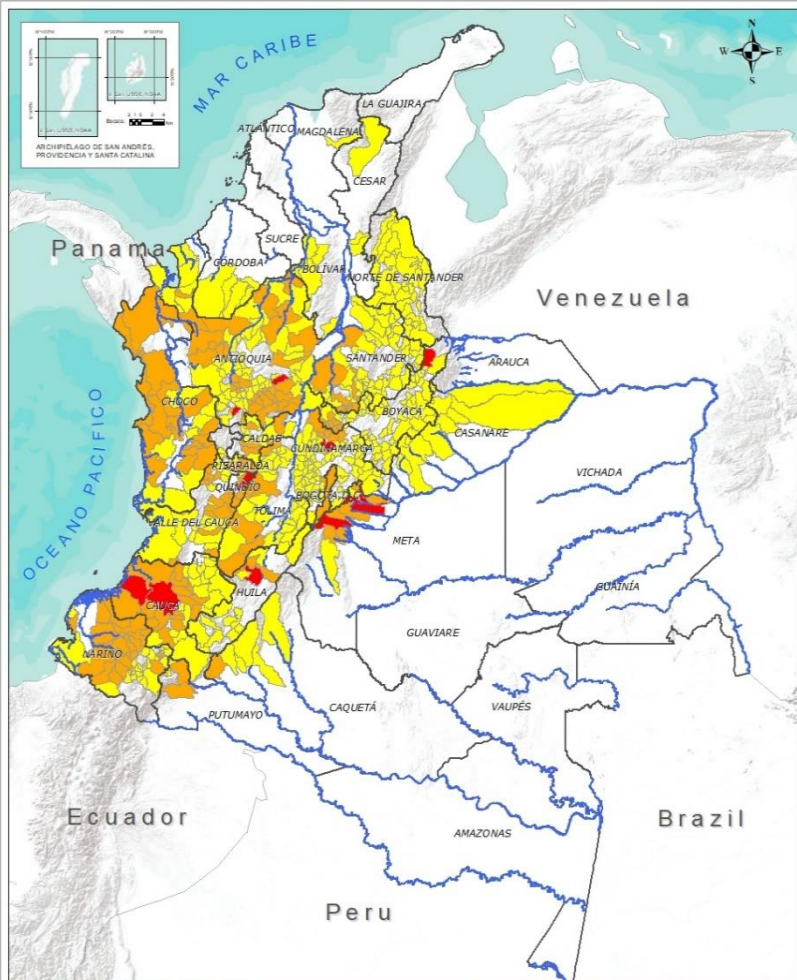 N
W E
S
MAR CARIBE
ARCHIPIÉLAGO DE SAN ANDRÉS,
PROVIDENCIA Y SANTA CATALINA
LA GUAJIRA
ATLÁNTICO
MAGDALENA
CESAR
SUCRE
Panama
CÓRDOBA
BOLÍVAR
NORTE DE SANTANDER
Venezuela
ANTIOQUIA
SANTANDER
ARAUCA
CHOCÓ
BOYACÁ
CASANARE
OCEANO PACIFICO
CALDAS
CUNDINAMARCA
RISARALDA
VICHADA
QUINDÍO
BOGOTÁ, D.C.
TOLIMA
VALLE DEL CAUCA
META
HUILA
GUAINÍA
CAUCA
GUAVIARE
NARIÑO
CAQUETÁ
VAUPÉS
PUTUMAYO
Ecuador
Brazil
AMAZONAS
Peru